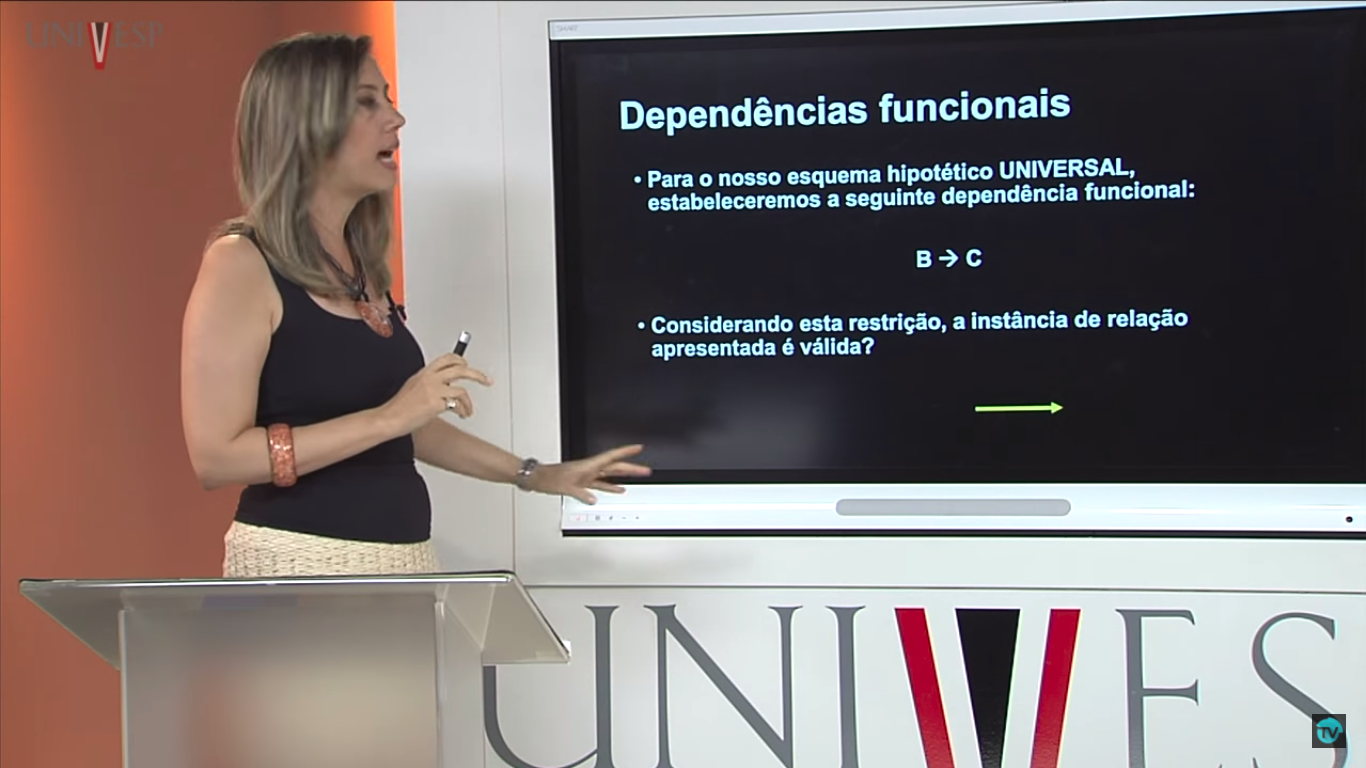 UNIVESP
SMART
Dependências funcionais
• Para o nosso esquema hipotético UNIVERSAL,
estabeleceremos a seguinte dependência funcional:
B → C
• Considerando esta restrição, a instância de relação
apresentada é válida?
UNIVES
TV